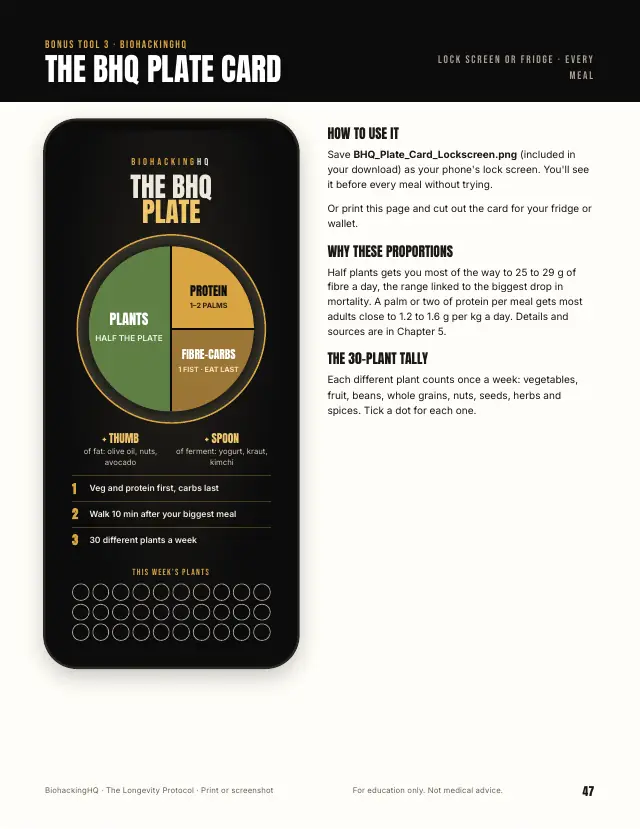 BONUS TOOL 3 · BIOHACKINGHQ
THE BHQ PLATE CARD
LOCK SCREEN OR FRIDGE · EVERY
MEAL
BIOHACKINGHQ
THE BHQ
PLATE
PLANTS
HALF THE PLATE
PROTEIN
1–2 PALMS
FIBRE-CARBS
1 FIST · EAT LAST
+ THUMB
of fat: olive oil, nuts,
avocado
+ SPOON
of ferment: yogurt, kraut,
kimchi
1 Veg and protein first, carbs last
2 Walk 10 min after your biggest meal
3 30 different plants a week
THIS WEEK'S PLANTS
HOW TO USE IT
Save BHQ_Plate_Card_Lockscreen.png (included in
your download) as your phone's lock screen. You'll see
it before every meal without trying.
Or print this page and cut out the card for your fridge or
wallet.
WHY THESE PROPORTIONS
Half plants gets you most of the way to 25 to 29 g of
fibre a day, the range linked to the biggest drop in
mortality. A palm or two of protein per meal gets most
adults close to 1.2 to 1.6 g per kg a day. Details and
sources are in Chapter 5.
THE 30-PLANT TALLY
Each different plant counts once a week: vegetables,
fruit, beans, whole grains, nuts, seeds, herbs and
spices. Tick a dot for each one.
BiohackingHQ · The Longevity Protocol · Print or screenshot
For education only. Not medical advice.
47